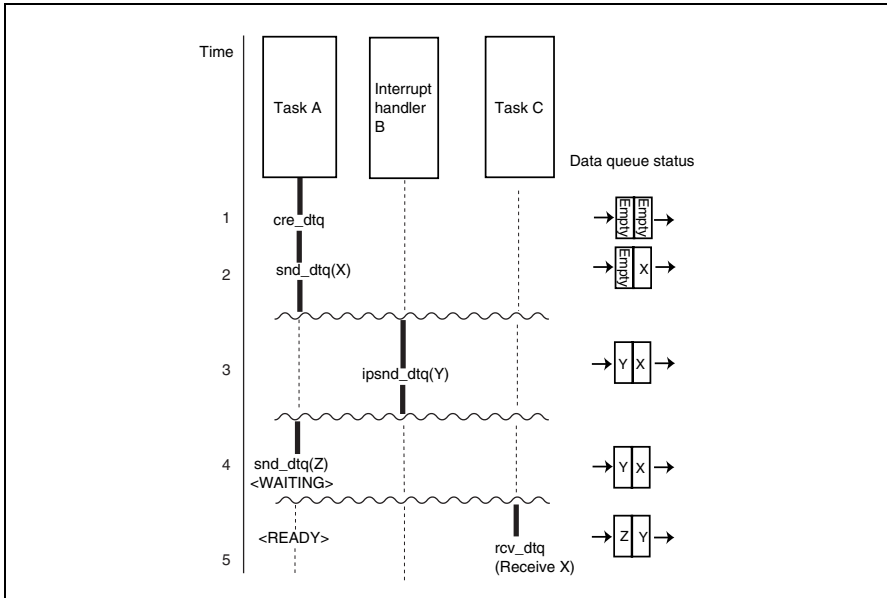 Time
Task A
Interrupt
handler
B
Task C
Data queue status
1
cre_dtq
Empty Empty
2
snd_dtq(X)
Empty X
3
ipsnd_dtq(Y)
Y X
4
snd_dtq(Z)
<WAITING>
Y X
<READY>
Z Y
5
rcv_dtq
(Receive X)